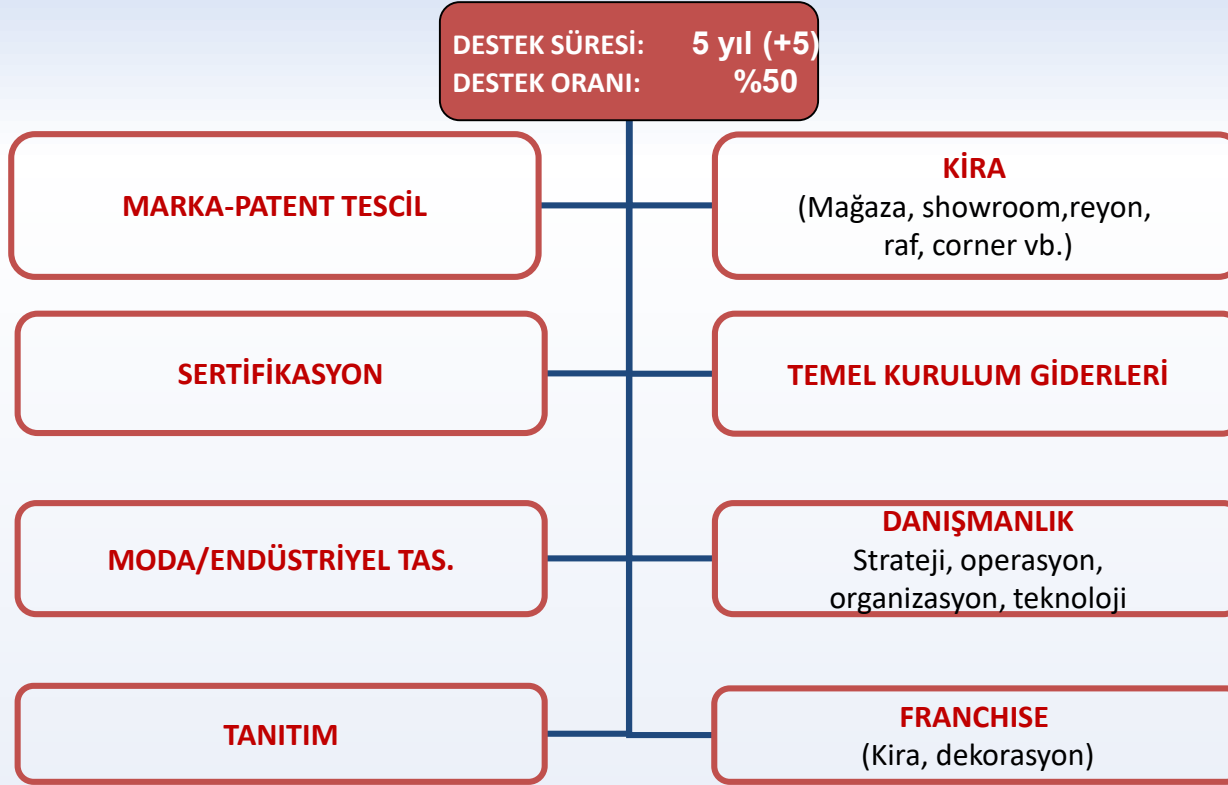 DESTEK SÜRESİ: 5 yıl (+5)
DESTEK ORANI: %50
MARKA-PATENT TESCİL
KİRA
(Mağaza, showroom,reyon,
raf, corner vb.)
SERTİFİKASYON
TEMEL KURULUM GİDERLERİ
MODA/ENDÜSTRİYEL TAS.
DANIŞMANLIK
Strateji, operasyon,
organizasyon, teknoloji
TANITIM
FRANCHISE
(Kira, dekorasyon)